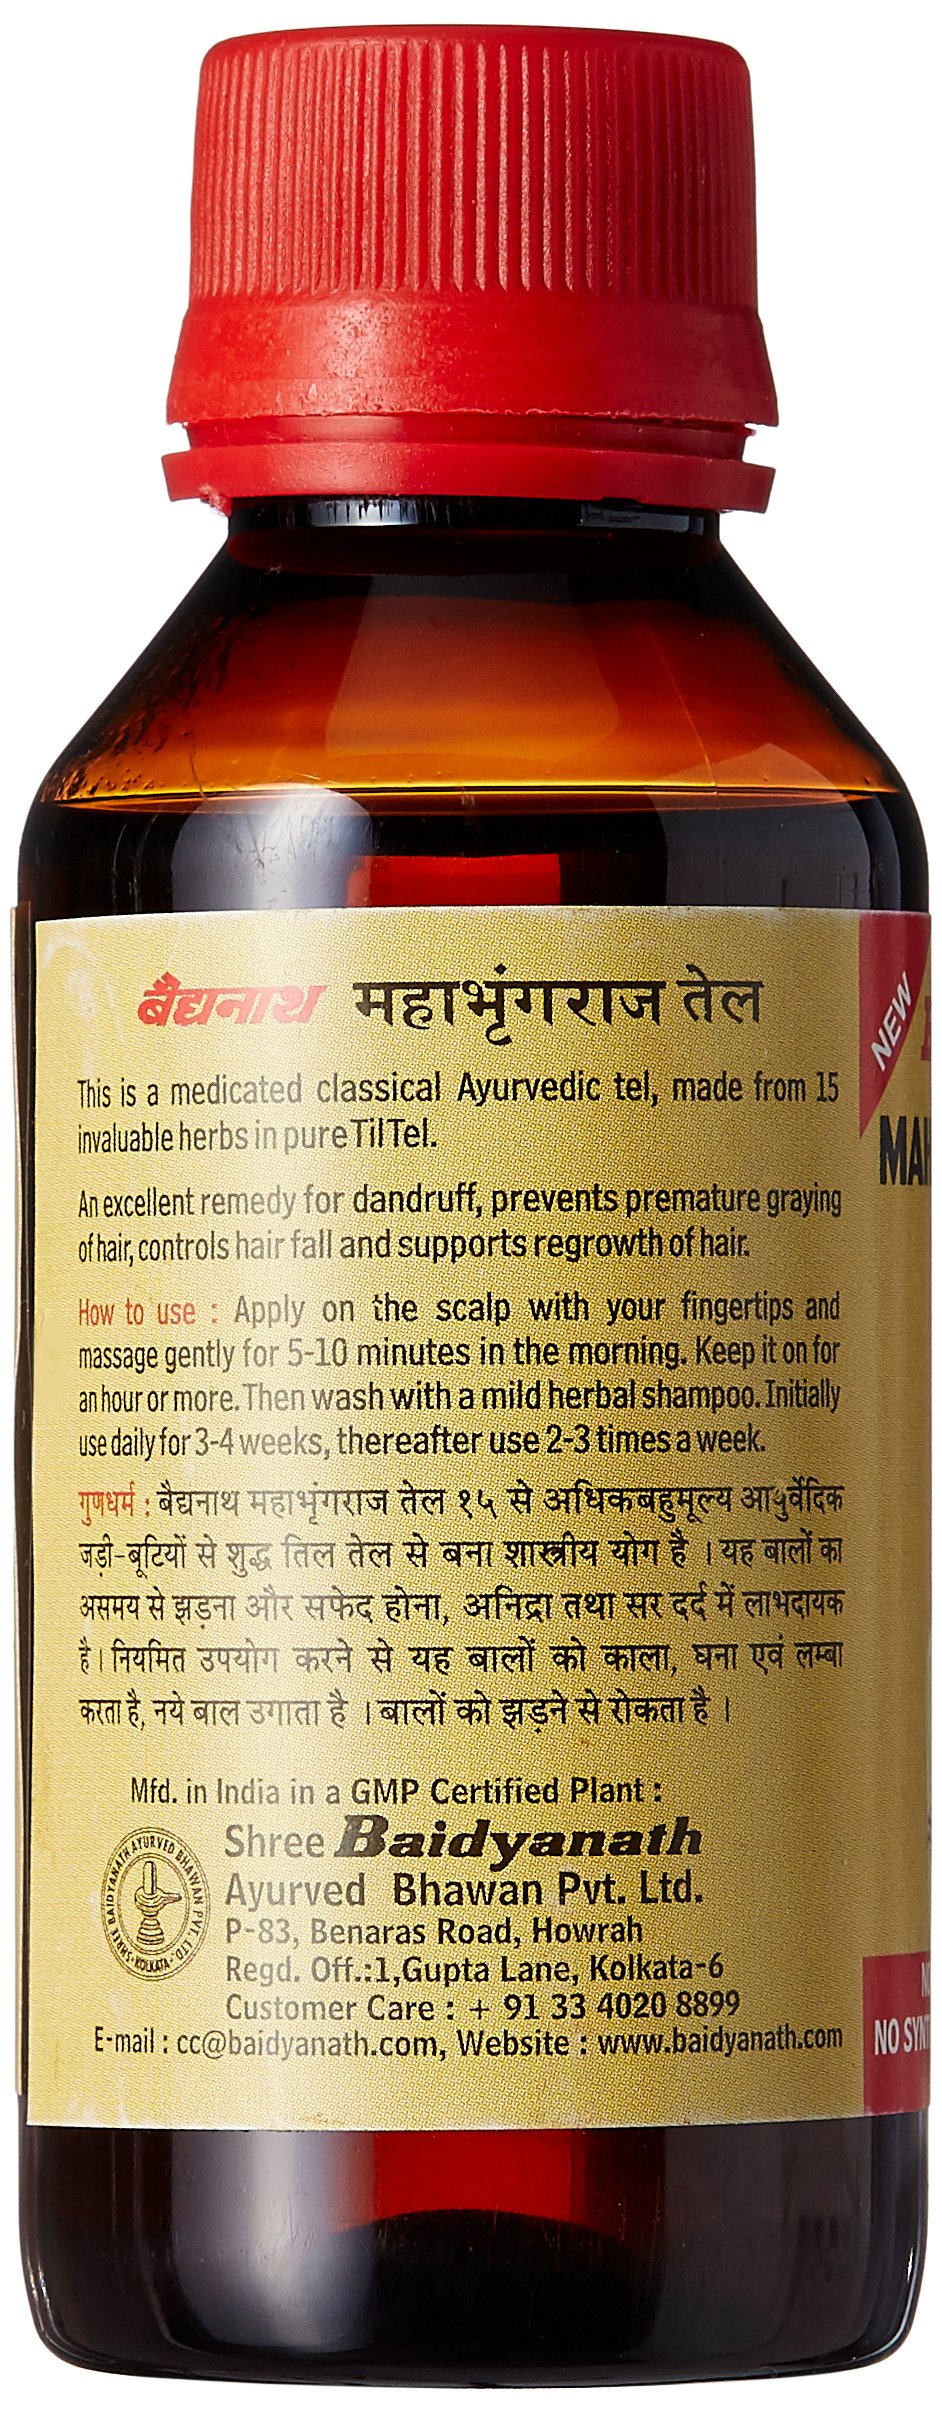 बैद्यनाथ महाभृंगराज तेल
This is a medicated classical Ayurvedic tel, made from 15
invaluable herbs in pure Til Tel.
An excellent remedy for dandruff, prevents premature graying
of hair, controls hair fall and supports regrowth of hair.
How to use : Apply on the scalp with your fingertips and
massage gently for 5-10 minutes in the morning. Keep it on for
an hour or more. Then wash with a mild herbal shampoo. Initially
use daily for 3-4 weeks, thereafter use 2-3 times a week.
गुणधर्म : बैद्यनाथ महाभृंगराज तेल १५ से अधिकबहुमूल्य आयुर्वेदिक
जड़ी-बूटियों से शुद्ध तिल तेल से बना शास्त्रीय योग है । यह बालों का
असमय से झड़ना और सफेद होना, अनिद्रा तथा सर दर्द में लाभदायक
है । नियमित उपयोग करने से यह बालों को काला, घना एवं लम्बा
करता है, नये बाल उगाता है । बालों को झड़ने से रोकता है ।
Mfd. in India in a GMP Certified Plant :
Shree Baidyanath
Ayurved Bhawan Pvt. Ltd.
P-83, Benaras Road, Howrah
Regd. Off.:1,Gupta Lane, Kolkata-6
Customer Care : + 91 33 4020 8899
E-mail : cc@baidyanath.com, Website : www.baidyanath.com
SHREE BAIDYANATH AYURVED BHAWAN PVT. LTD.
KOLKATA
NEW
MAH
NO SYNT